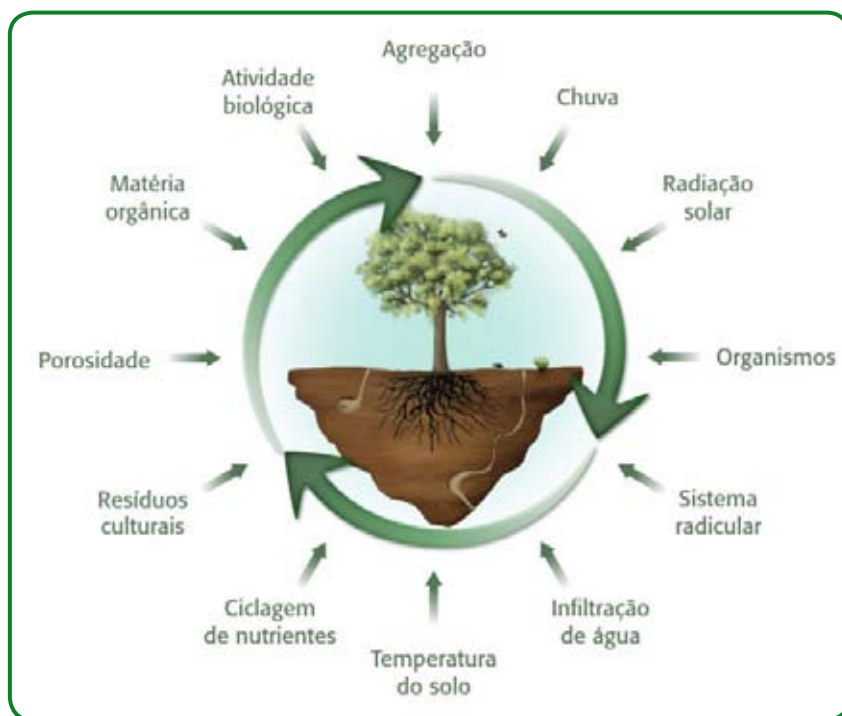 Agregação
Chuva
Radiação
solar
Organismos
Sistema
radicular
Infiltração
de água
Temperatura
do solo
Ciclagem
de nutrientes
Resíduos
culturais
Porosidade
Matéria
orgânica
Atividade
biológica